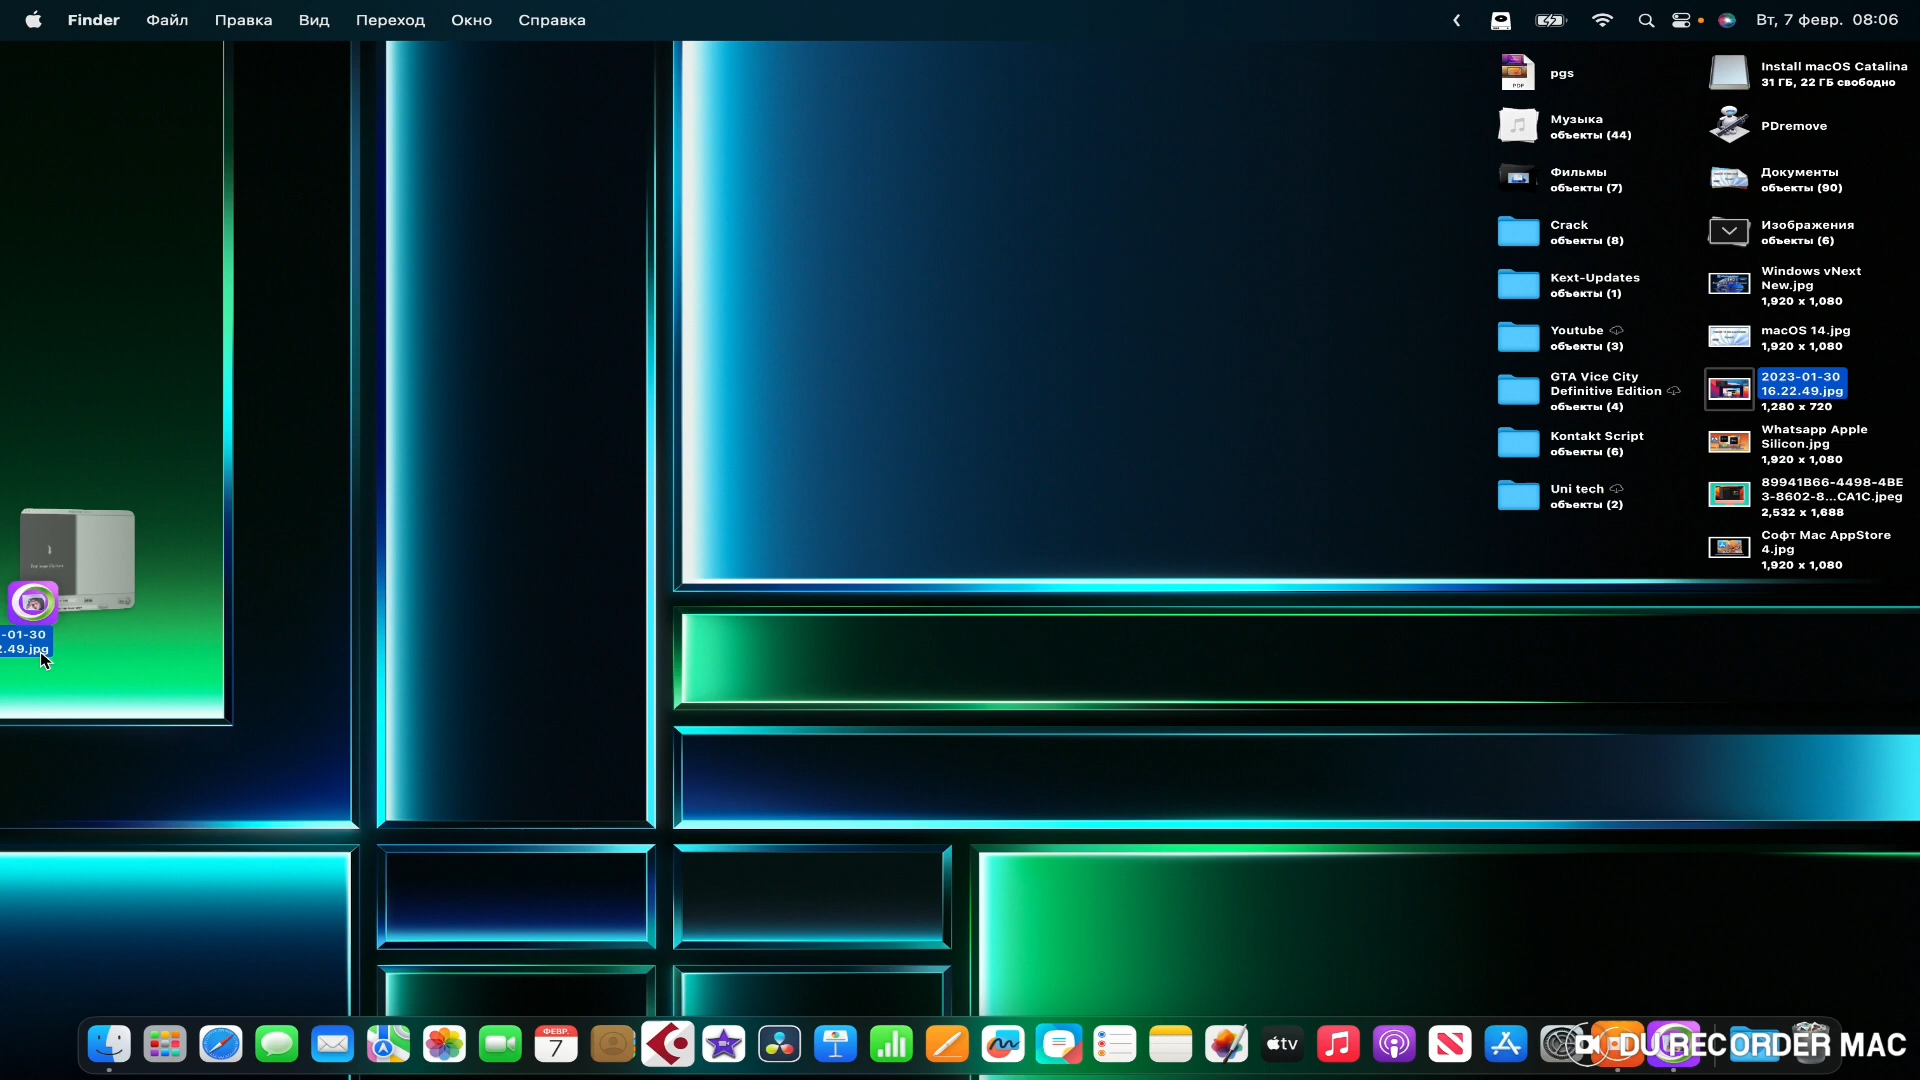 Finder Файл Правка Вид Переход Окно Справка
Вт, 7 февр. 08:06
pgs
PDF
Музыка
объекты (44)
Фильмы
объекты (7)
Crack
объекты (8)
Kext-Updates
объекты (1)
Youtube
объекты (3)
GTA Vice City
Definitive Edition
объекты (4)
Kontakt Script
объекты (6)
Uni tech
объекты (2)
Install macOS Catalina
31 ГБ, 22 ГБ свободно
PDremove
Документы
объекты (90)
Изображения
объекты (6)
Windows vNext
New.jpg
1,920 x 1,080
macOS 14.jpg
1,920 x 1,080
2023-01-30
16.22.49.jpg
1,280 x 720
Whatsapp Apple
Silicon.jpg
1,920 x 1,080
89941B66-4498-4BE
3-8602-8...CA1C.jpeg
2,532 x 1,688
Софт Mac AppStore
4.jpg
1,920 x 1,080
-01-30
2.49.jpg
ФЕВР.
7
tv
DU RECORDER MAC